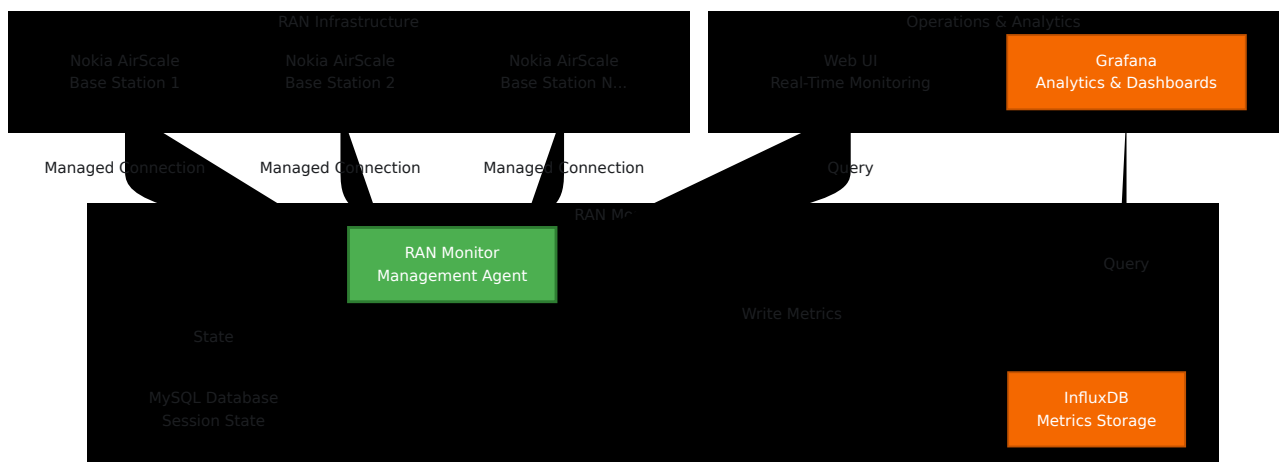 RAN Infrastructure
Operations & Analytics
Nokia AirScale
Base Station 1
Nokia AirScale
Base Station 2
Nokia AirScale
Base Station N...
Web UI
Real-Time Monitoring
Grafana
Analytics & Dashboards
Managed Connection
Managed Connection
Managed Connection
Query
RAN
RAN Monitor
Management Agent
Query
Write Metrics
State
MySQL Database
Session State
InfluxDB
Metrics Storage